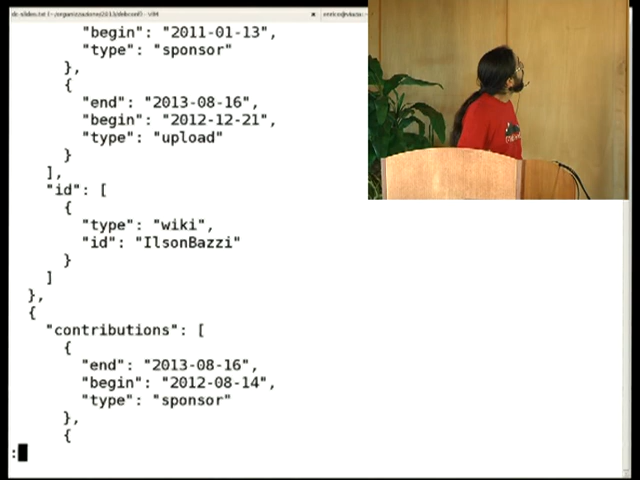 "begin": "2011-01-13",
"type": "sponsor"
},
{
"end": "2013-08-16",
"begin": "2012-12-21",
"type": "upload"
}
],
"id": [
{
"type": "wiki",
"id": "IlsonBazzi"
}
]
},
{
"contributions": [
{
"end": "2013-08-16",
"begin": "2012-08-14",
"type": "sponsor"
},
{
: